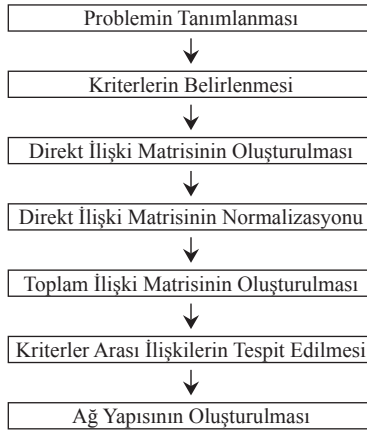 Problemin Tanımlanması
Kriterlerin Belirlenmesi
Direkt İlişki Matrisinin Oluşturulması
Direkt İlişki Matrisinin Normalizasyonu
Toplam İlişki Matrisinin Oluşturulması
Kriterler Arası İlişkilerin Tespit Edilmesi
Ağ Yapısının Oluşturulması